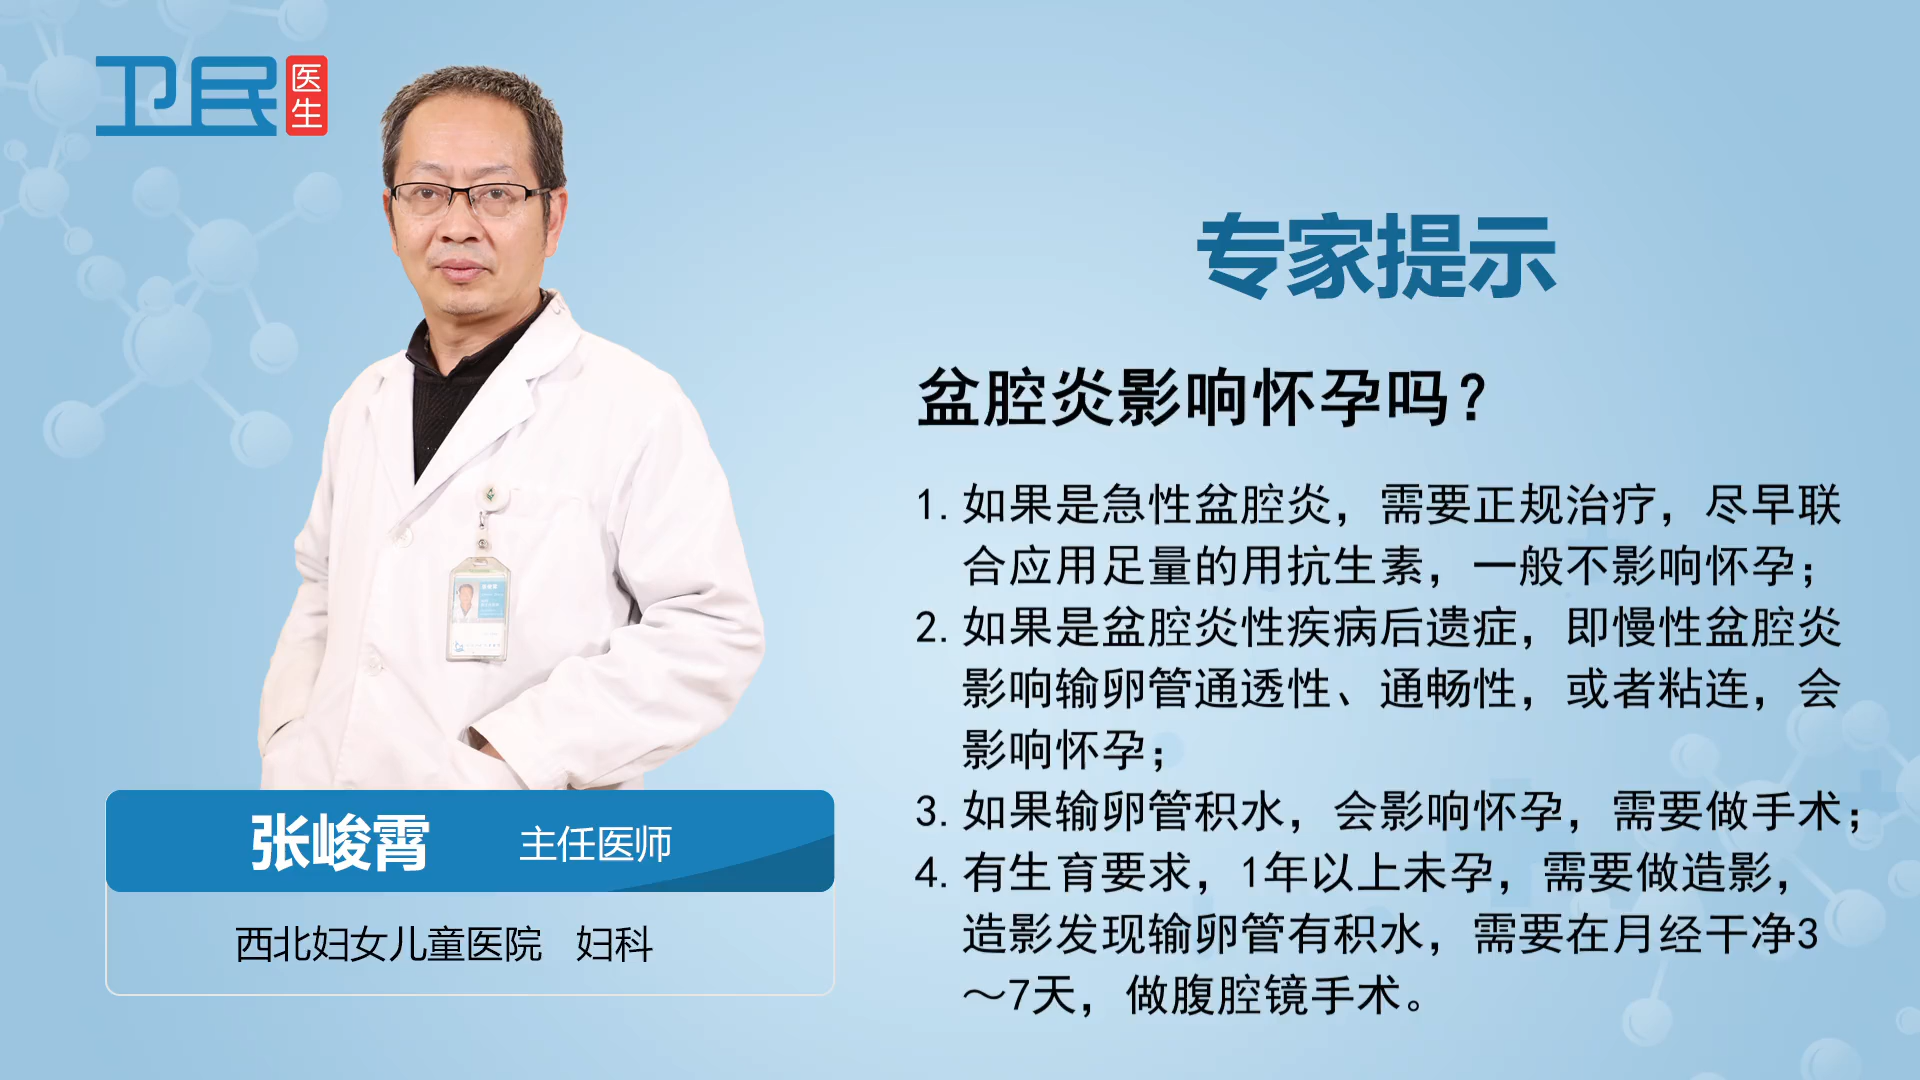 卫民医生
专家提示
盆腔炎影响怀孕吗？
1. 如果是急性盆腔炎，需要正规治疗，尽早联
合应用足量的用抗生素，一般不影响怀孕；
2. 如果是盆腔炎性疾病后遗症，即慢性盆腔炎
影响输卵管通透性、通畅性，或者粘连，会
影响怀孕；
3. 如果输卵管积水，会影响怀孕，需要做手术；
4. 有生育要求，1年以上未孕，需要做造影，
造影发现输卵管有积水，需要在月经干净3
～7天，做腹腔镜手术。
张峻霄 主任医师
西北妇女儿童医院 妇科